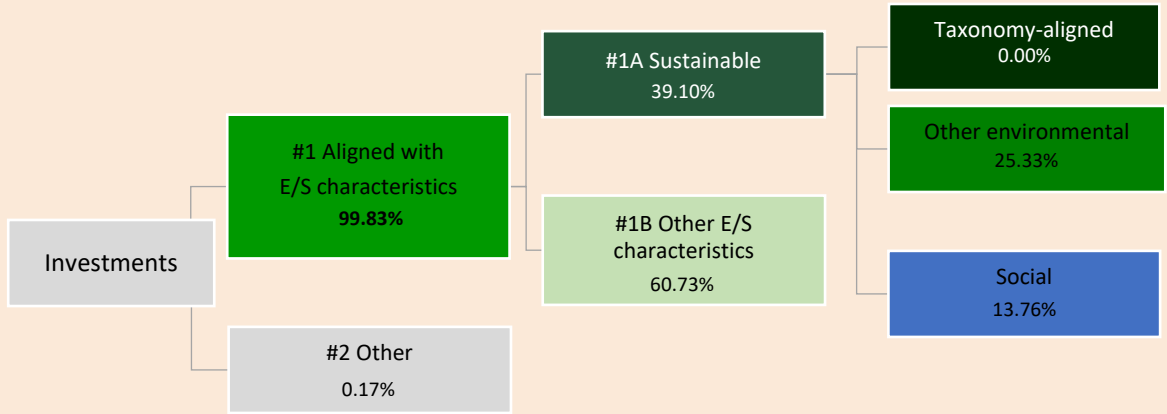 Investments
#1 Aligned with
E/S characteristics
99.83%
#2 Other
0.17%
#1A Sustainable
39.10%
#1B Other E/S
characteristics
60.73%
Taxonomy-aligned
0.00%
Other environmental
25.33%
Social
13.76%